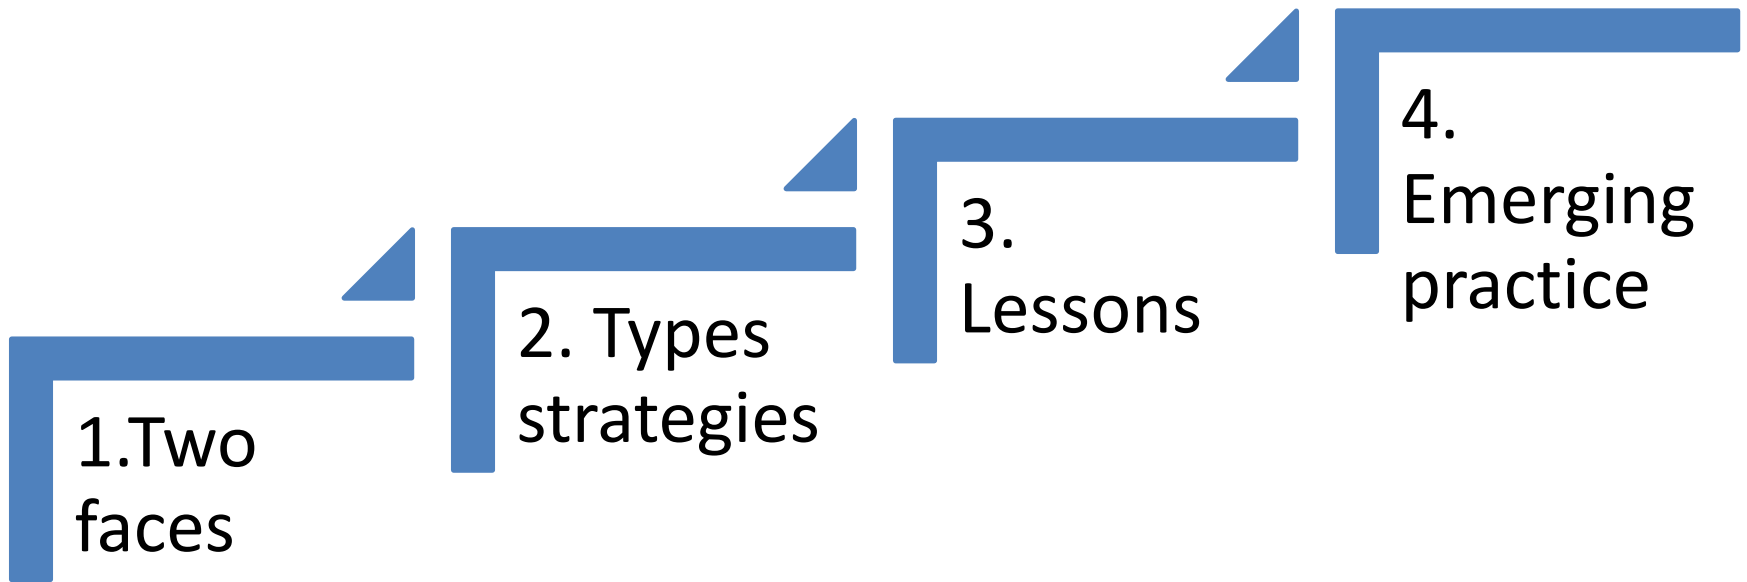 1.Two
faces
2. Types
strategies
3.
Lessons
4.
Emerging
practice